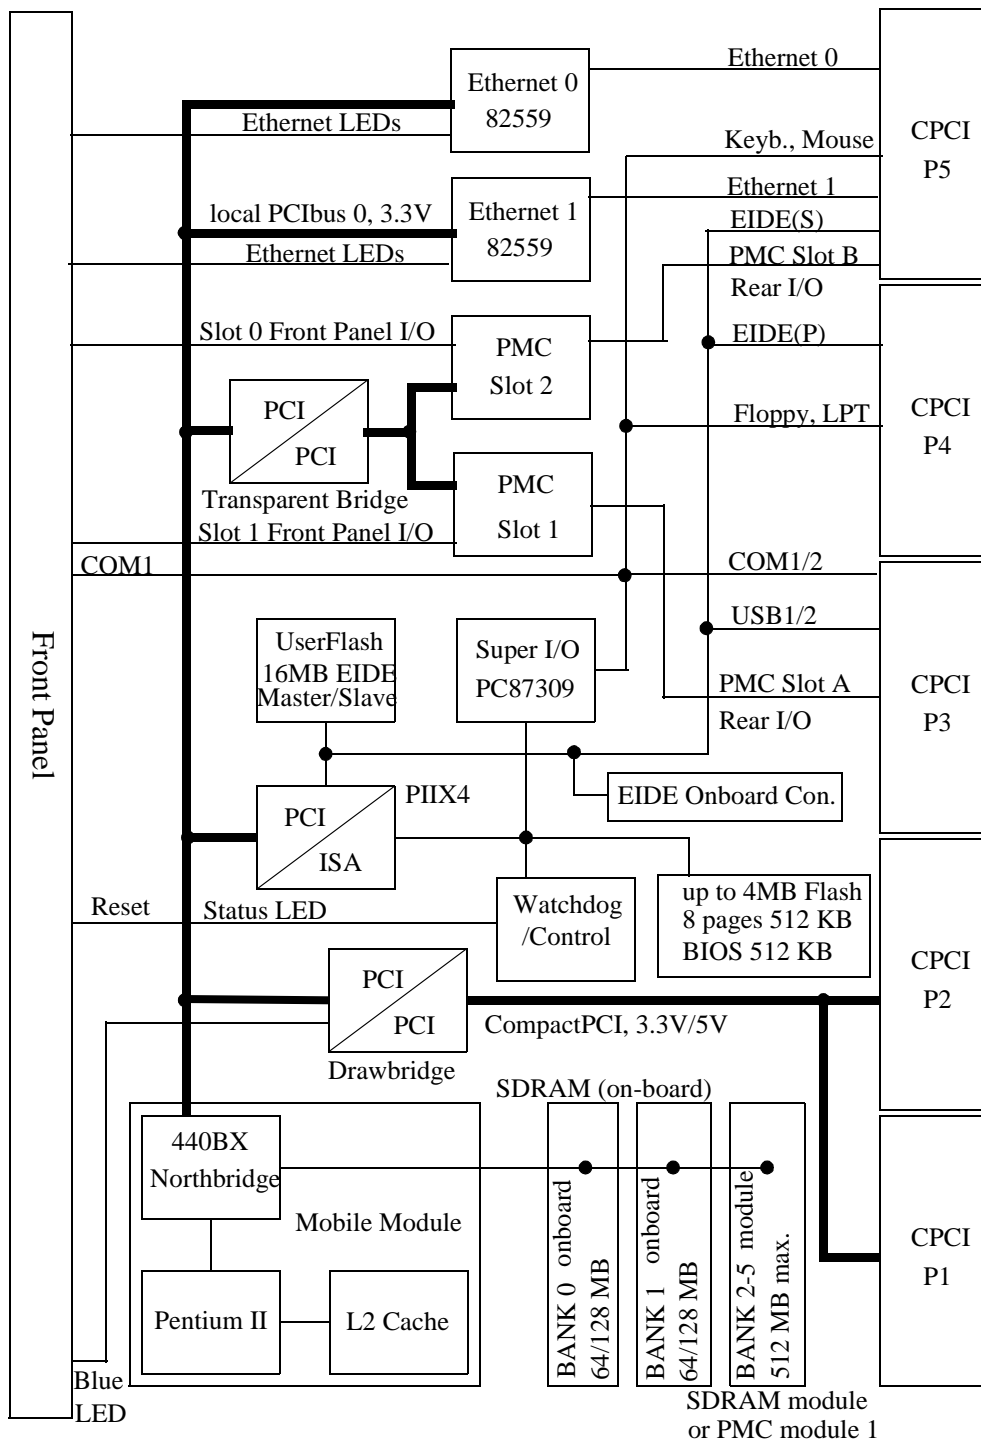 Ethernet 0
Ethernet 0
82559
Ethernet LEDs
CPCI
P5
Keyb., Mouse
Ethernet 1
local PCIbus 0, 3.3V
Ethernet 1
82559
EIDE(S)
Ethernet LEDs
PMC Slot B
Rear I/O
Slot 0 Front Panel I/O
PMC
Slot 2
EIDE(P)
PCI
PCI
Transparent Bridge
Floppy, LPT
CPCI
P4
PMC
Slot 1
Slot 1 Front Panel I/O
COM1
COM1/2
USB1/2
Front Panel
UserFlash
16MB EIDE
Master/Slave
Super I/O
PC87309
PMC Slot A
Rear I/O
CPCI
P3
PCI
ISA
PIIX4
EIDE Onboard Con.
Reset
Status LED
Watchdog
/Control
up to 4MB Flash
8 pages 512 KB
BIOS 512 KB
CPCI
P2
PCI
PCI
Drawbridge
CompactPCI, 3.3V/5V
SDRAM (on-board)
440BX
Northbridge
Mobile Module
Pentium II
L2 Cache
BANK 0 onboard
64/128 MB
BANK 1 onboard
64/128 MB
BANK 2-5 module
512 MB max.
CPCI
P1
Blue
LED
SDRAM module
or PMC module 1